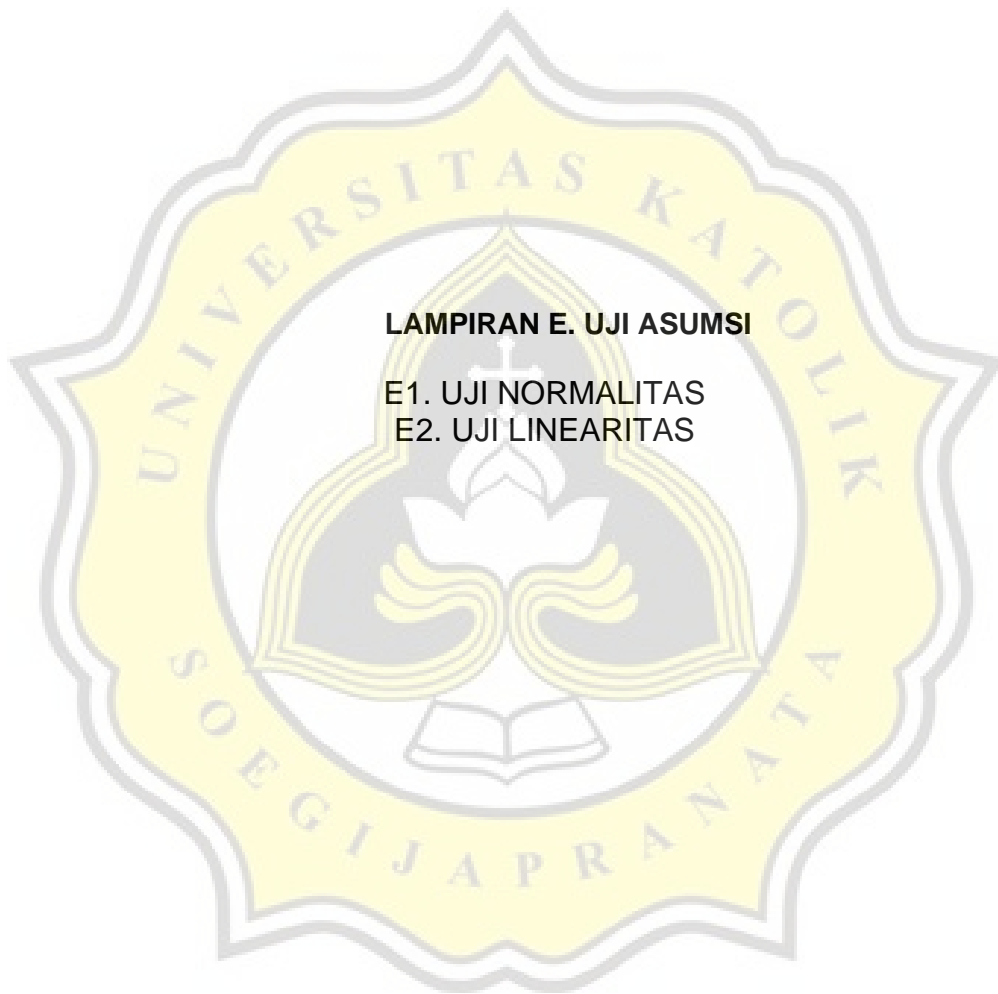 UNIVERSITAS KATOLIK
LAMPIRAN E. UJI ASUMSI
E1. UJI NORMALITAS
E2. UJI LINEARITAS
SOEGIJAPRANATA